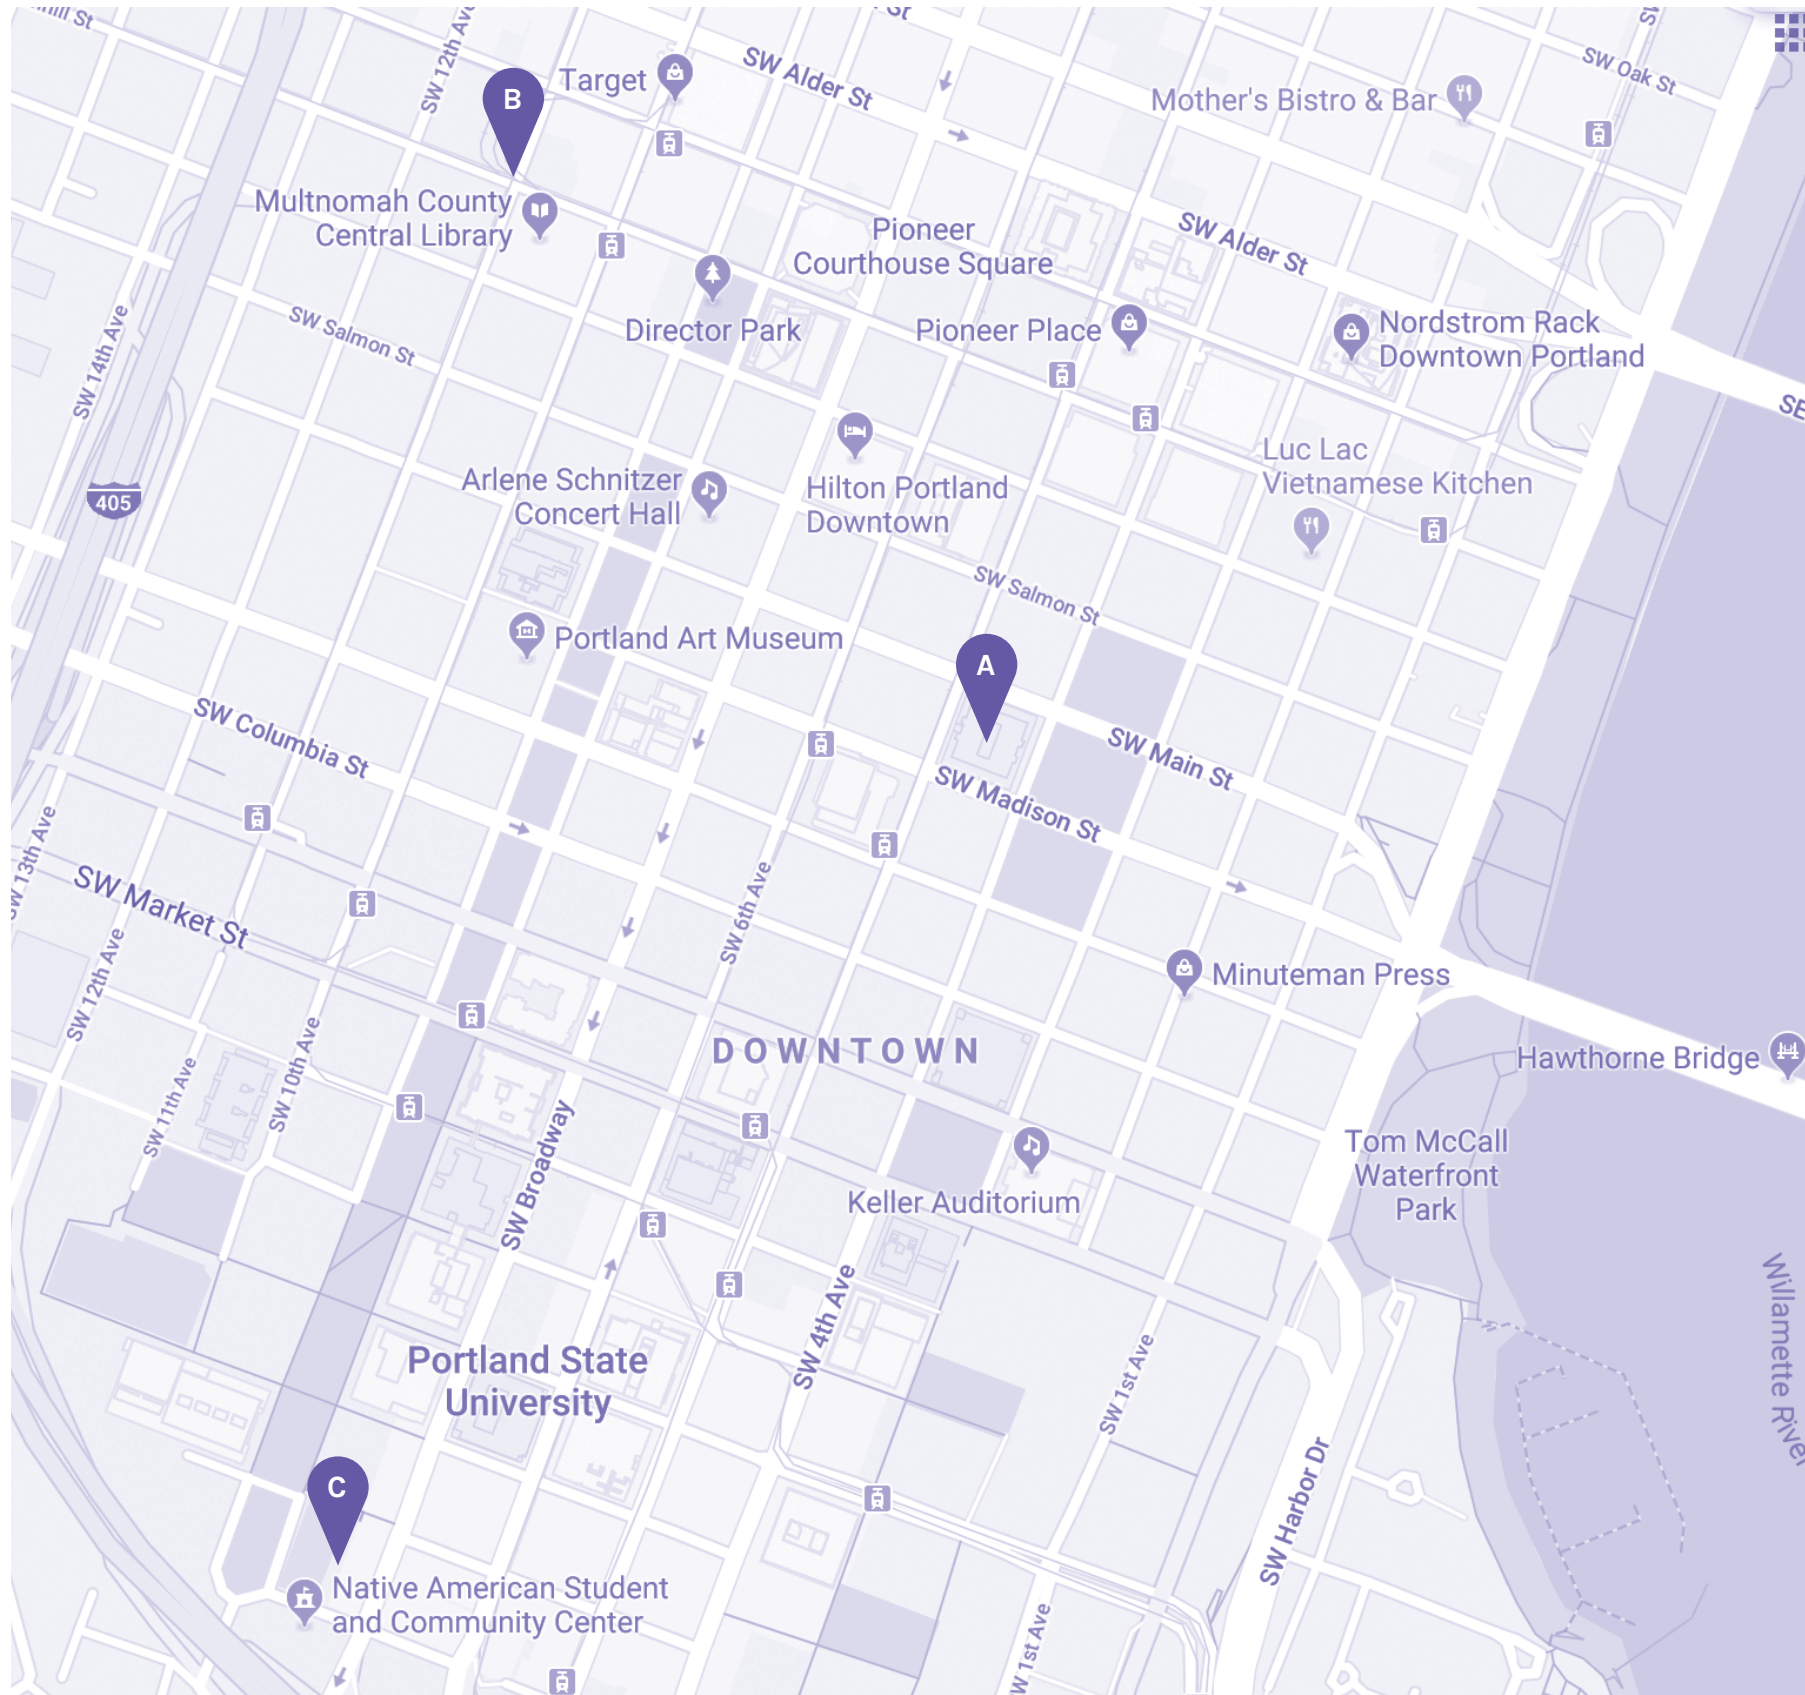 St
SW 12th Ave
B
Target
SW Alder St
Mother's Bistro & Bar
SW Oak St
Multnomah County
Central Library
Pioneer
Courthouse Square
SW Alder St
Director Park
Pioneer Place
Nordstrom Rack
Downtown Portland
SW Salmon St
SW 14th Ave
SE
405
Arlene Schnitzer
Concert Hall
Hilton Portland
Downtown
Luc Lac
Vietnamese Kitchen
SW Salmon St
Portland Art Museum
A
SW Columbia St
SW Main St
SW Madison St
SW 13th Ave
SW Market St
SW 6th Ave
SW 12th Ave
Minuteman Press
DOWNTOWN
Hawthorne Bridge
SW 11th Ave
SW 10th Ave
SW Broadway
Keller Auditorium
Tom McCall
Waterfront
Park
SW 4th Ave
Willamette River
Portland State
University
SW 1st Ave
SW Harbor Dr
C
Native American Student
and Community Center
W 1st Ave